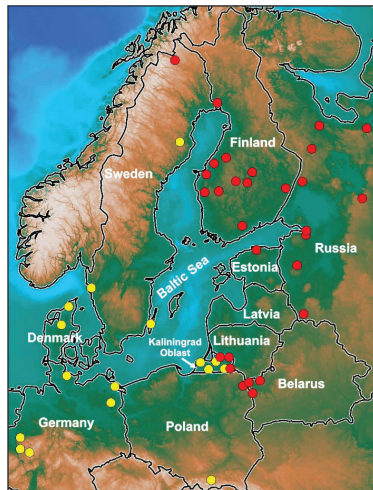 Finland
Sweden
Baltic Sea
Russia
Estonia
Latvia
Denmark
Kaliningrad
Oblast
Lithuania
Belarus
Germany
Poland